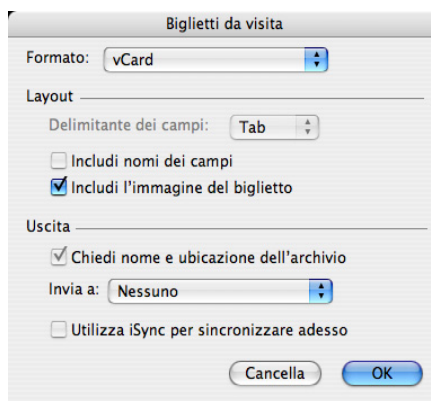 Biglietti da visita
Formato: vCard
Layout
Delimitante dei campi: Tab
Includi nomi dei campi
Includi l'immagine del biglietto
Uscita
Chiedi nome e ubicazione dell'archivio
Invia a: Nessuno
Utilizza iSync per sincronizzare adesso
Cancella OK